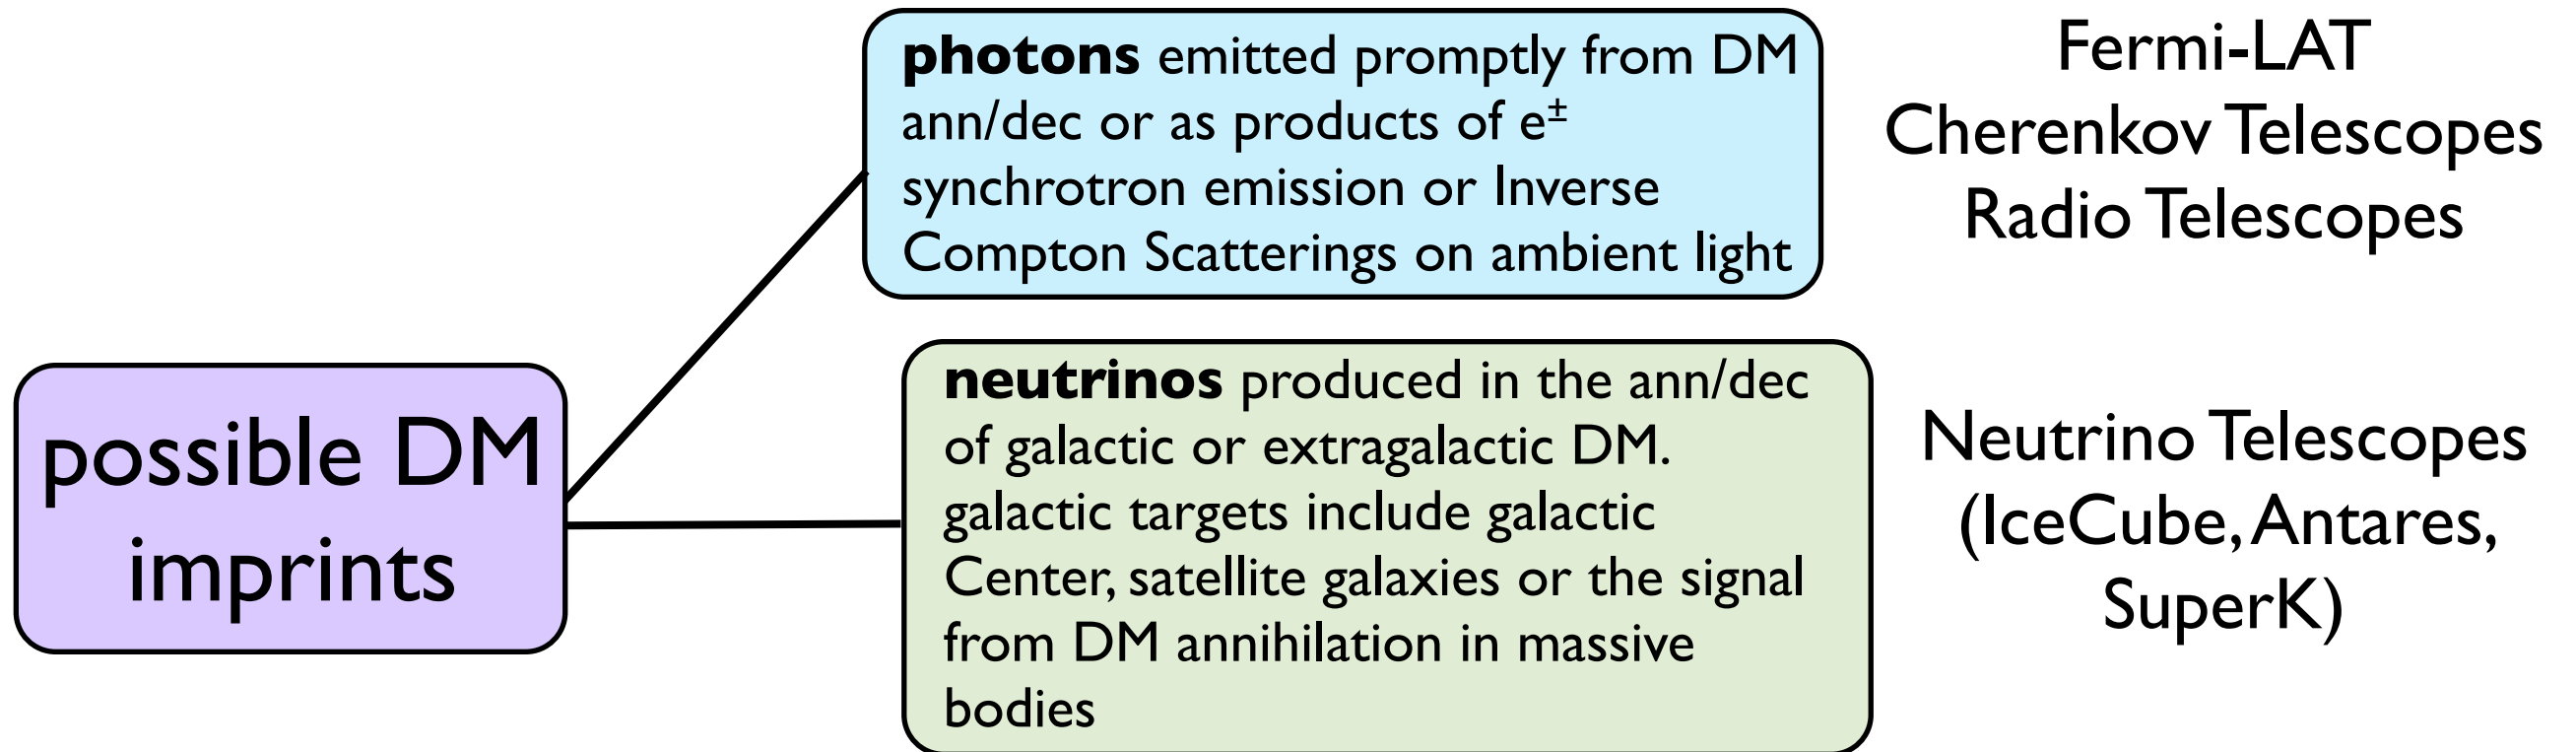 photons emitted promptly from DM
ann/dec or as products of e±
synchrotron emission or Inverse
Compton Scatterings on ambient light
Fermi-LAT
Cherenkov Telescopes
Radio Telescopes
possible DM
imprints
neutrinos produced in the ann/dec
of galactic or extragalactic DM.
galactic targets include galactic
Center, satellite galaxies or the signal
from DM annihilation in massive
bodies
Neutrino Telescopes
(IceCube, Antares,
SuperK)